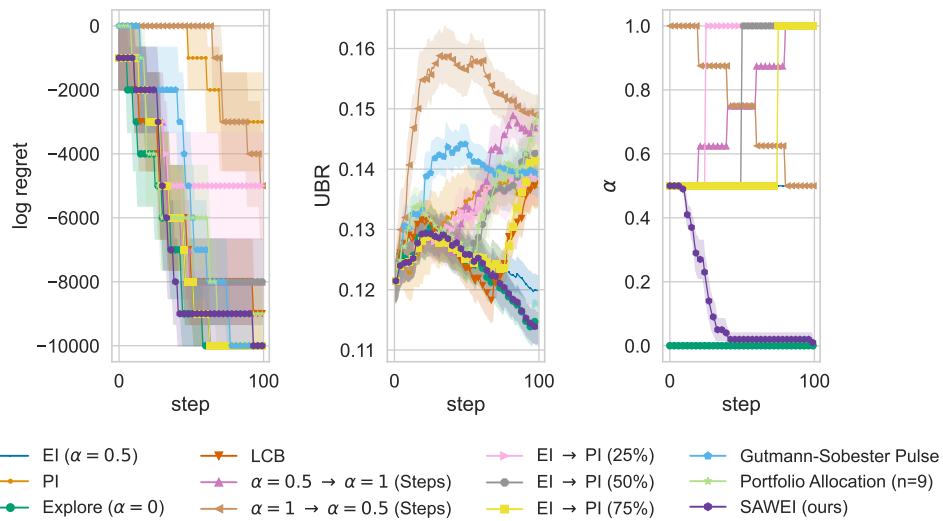 0
−2000
−4000
−6000
−8000
−10000
log regret
0 100
step
0.16
0.15
0.14
0.13
0.12
0.11
UBR
0 100
step
1.0
0.8
0.6
0.4
0.2
0.0
α
0 100
step
EI (α = 0.5)
PI
Explore (α = 0)
LCB
α = 0.5 → α = 1 (Steps)
α = 1 → α = 0.5 (Steps)
EI → PI (25%)
EI → PI (50%)
EI → PI (75%)
Gutmann-Sobester Pulse
Portfolio Allocation (n=9)
SAWEI (ours)